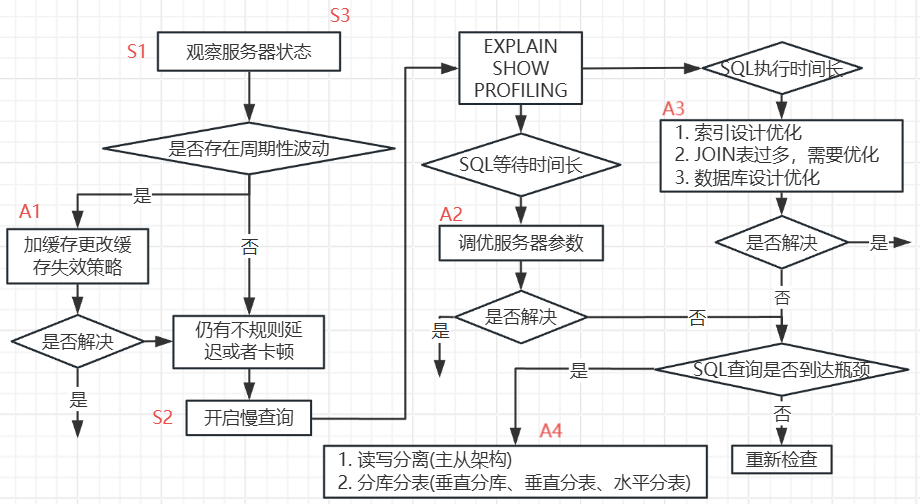 S3
S1
观察服务器状态
是否存在周期性波动
是
否
A1
加缓存更改缓
存失效策略
是否解决
是
仍有不规则延
迟或者卡顿
S2
开启慢查询
EXPLAIN
SHOW
PROFILING
SQL等待时间长
A2
调优服务器参数
是否解决
是
否
SQL执行时间长
A3
1. 索引设计优化
2. JOIN表过多，需要优化
3. 数据库设计优化
是否解决
是
否
SQL查询是否到达瓶颈
是
否
A4
1. 读写分离(主从架构)
2. 分库分表(垂直分库、垂直分表、水平分表)
重新检查